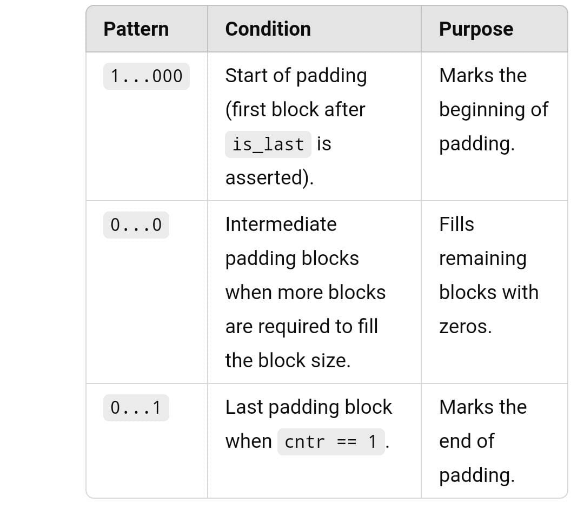 Pattern Condition Purpose
1...000 Start of padding Marks the
(first block after beginning of
is_last is padding.
asserted).
0...0 Intermediate Fills
padding blocks remaining
when more blocks blocks with
are required to fill zeros.
the block size.
0...1 Last padding block Marks the
when cntr == 1 . end of
padding.